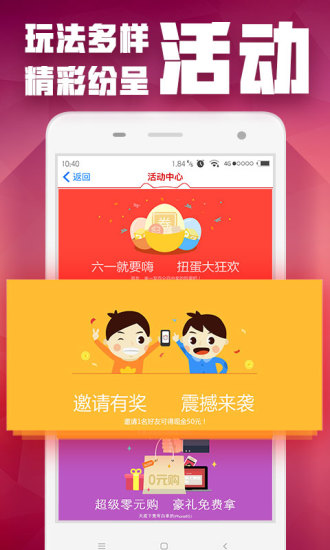 玩法多样
精彩纷呈
活动
10:40 1.84 4G
返回 活动中心
券
六一就要嗨 扭蛋大狂欢
邀请有奖 震撼来袭
邀请1名好友可得现金50元!
0元购
超级零元购 豪礼免费拿